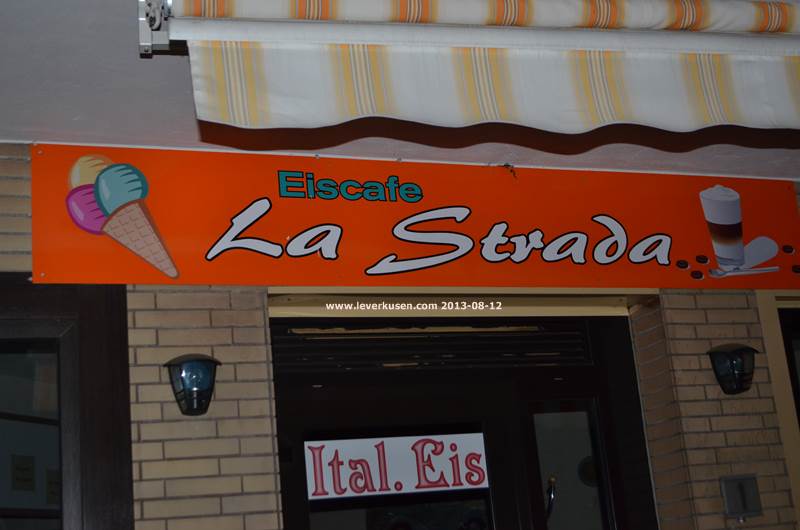 Eiscafe
La Strada
www.leverkusen.com 2013-08-12
Ital. Eis